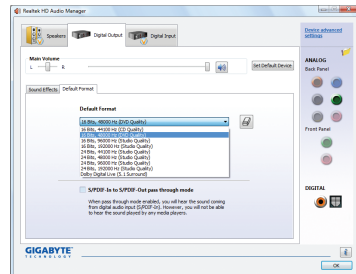 Realtek HD Audio Manager
Speakers
Digital Output
Digital Input
Device advanced settings
Main Volume
L
R
Set Default Device
ANALOG
Back Panel
Sound Effects
Default Format
Default Format
16 Bits, 48000 Hz (DVD Quality)
16 Bits, 44100 Hz (CD Quality)
16 Bits, 48000 Hz (DVD Quality)
16 Bits, 96000 Hz (Studio Quality)
16 Bits, 192000 Hz (Studio Quality)
24 Bits, 44100 Hz (Studio Quality)
24 Bits, 48000 Hz (Studio Quality)
24 Bits, 96000 Hz (Studio Quality)
24 Bits, 192000 Hz (Studio Quality)
Dolby Digital Live (5.1 Surround)
Front Panel
S/PDIF-In to S/PDIF-Out pass through mode
When pass through mode enabled, you will hear the sound coming
from digital audio input (S/PDIF-In). However, you will not be able
to hear the sound played by any media players.
DIGITAL
GIGABYTE
TECHNOLOGY
OK